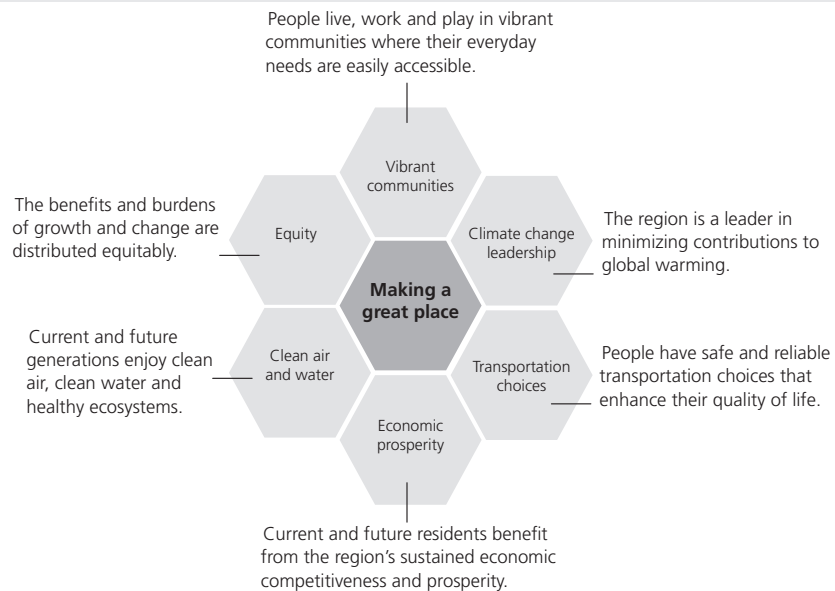 People live, work and play in vibrant
communities where their everyday
needs are easily accessible.
Vibrant
communities
The benefits and burdens
of growth and change are
distributed equitably.
Equity
Climate change
leadership
The region is a leader in
minimizing contributions to
global warming.
Making a
great place
Current and future
generations enjoy clean
air, clean water and
healthy ecosystems.
Clean air
and water
Transportation
choices
People have safe and reliable
transportation choices that
enhance their quality of life.
Economic
prosperity
Current and future residents benefit
from the region’s sustained economic
competitiveness and prosperity.